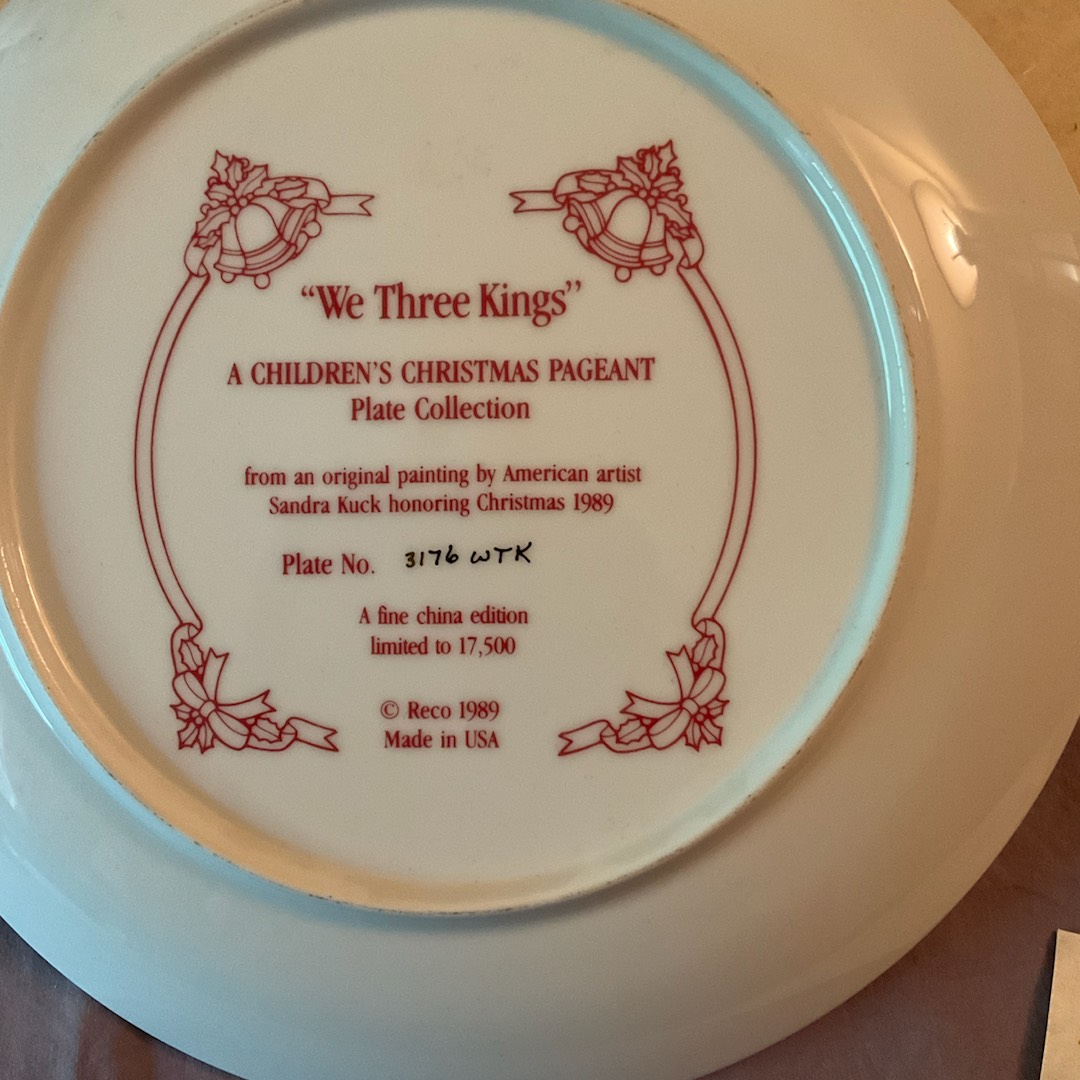 “We Three Kings”
A CHILDREN’S CHRISTMAS PAGEANT
Plate Collection
from an original painting by American artist
Sandra Kuck honoring Christmas 1989
Plate No. 3176 WTK
A fine china edition
limited to 17,500
© Reco 1989
Made in USA